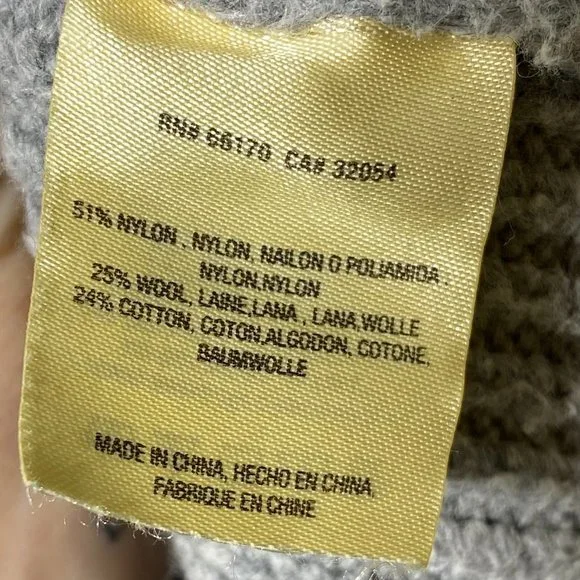 RN# 66170 CA# 32054
51% NYLON , NYLON, NAILON O POLIAMIDA ,
NYLON,NYLON
25% WOOL, LAINE,LANA , LANA,WOLLE
24% COTTON, COTON,ALGODON, COTONE,
BAUMWOLLE
MADE IN CHINA, HECHO EN CHINA,
FABRIQUE EN CHINE